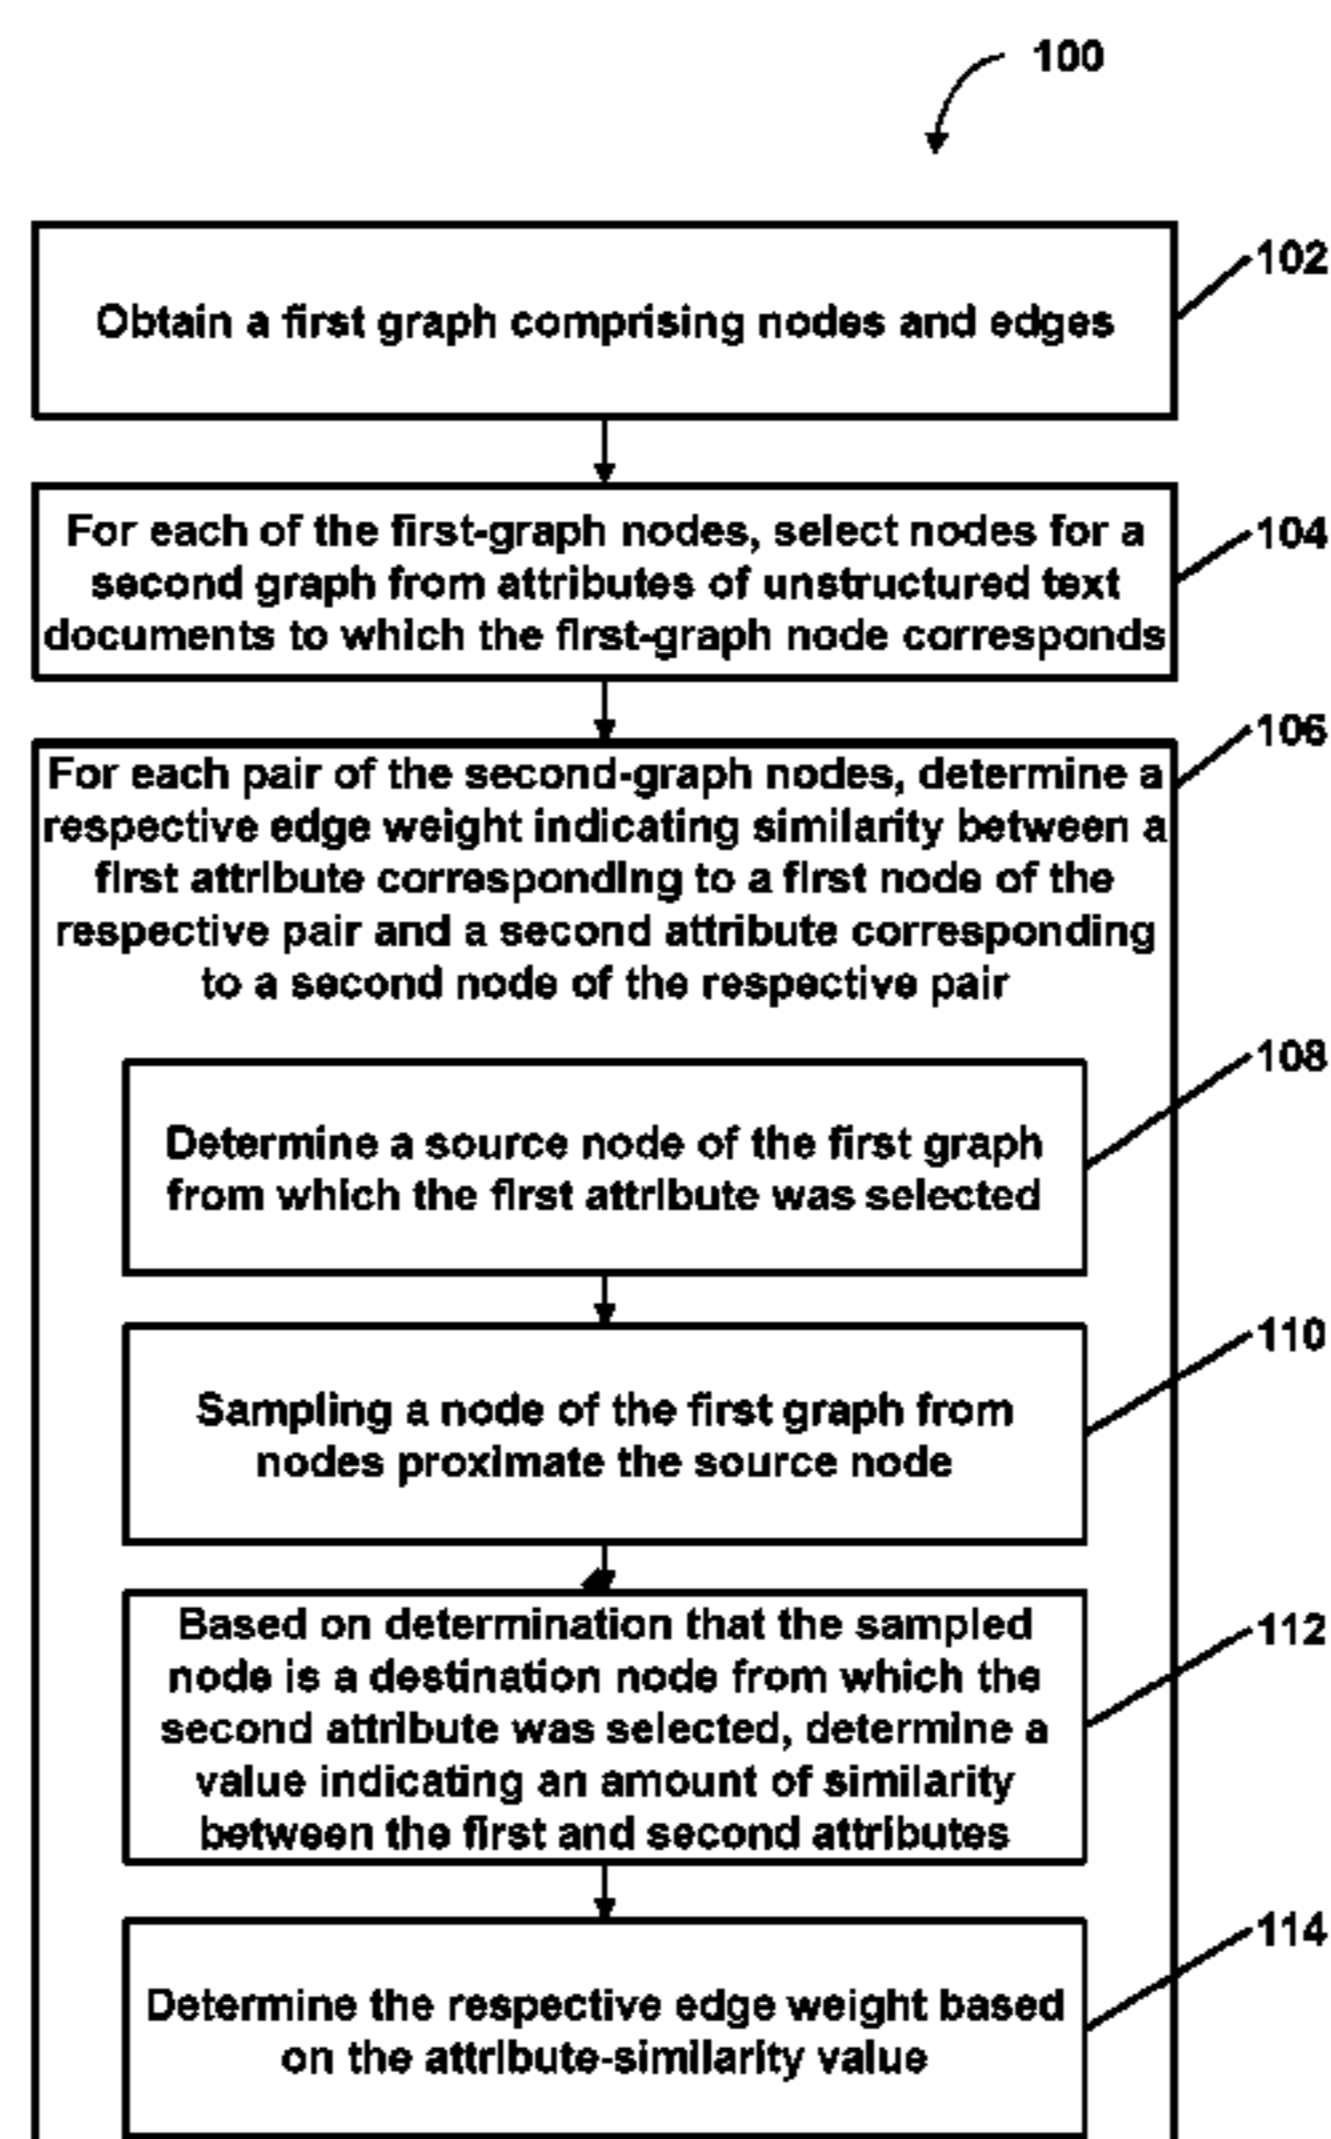 100
102
Obtain a first graph comprising nodes and edges
104
For each of the first-graph nodes, select nodes for a
second graph from attributes of unstructured text
documents to which the first-graph node corresponds
106
For each pair of the second-graph nodes, determine a
respective edge weight indicating similarity between a
first attribute corresponding to a first node of the
respective pair and a second attribute corresponding
to a second node of the respective pair
108
Determine a source node of the first graph
from which the first attribute was selected
110
Sampling a node of the first graph from
nodes proximate the source node
112
Based on determination that the sampled
node is a destination node from which the
second attribute was selected, determine a
value indicating an amount of similarity
between the first and second attributes
114
Determine the respective edge weight based
on the attribute-similarity value